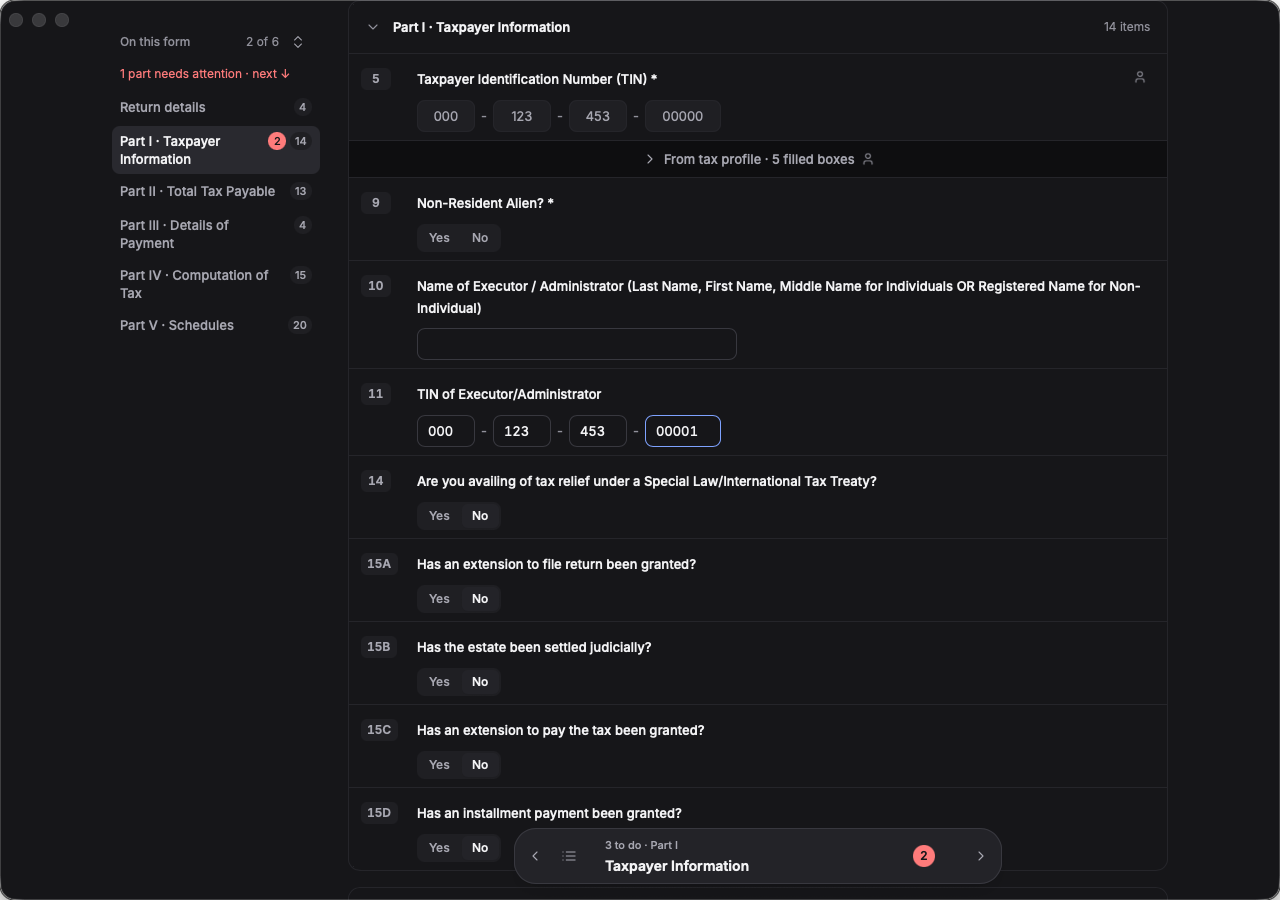 On this form 2 of 6
1 part needs attention · next ↓
Return details 4
Part I · Taxpayer Information 2 14
Part II · Total Tax Payable 13
Part III · Details of Payment 4
Part IV · Computation of Tax 15
Part V · Schedules 20
Part I · Taxpayer Information 14 items
5 Taxpayer Identification Number (TIN) *
000 - 123 - 453 - 00000
From tax profile · 5 filled boxes
9 Non-Resident Alien? *
Yes No
10 Name of Executor / Administrator (Last Name, First Name, Middle Name for Individuals OR Registered Name for Non-
Individual)
11 TIN of Executor/Administrator
000 - 123 - 453 - 00001
14 Are you availing of tax relief under a Special Law/International Tax Treaty?
Yes No
15A Has an extension to file return been granted?
Yes No
15B Has the estate been settled judicially?
Yes No
15C Has an extension to pay the tax been granted?
Yes No
15D Has an installment payment been granted?
Yes No
3 to do · Part I
Taxpayer Information 2